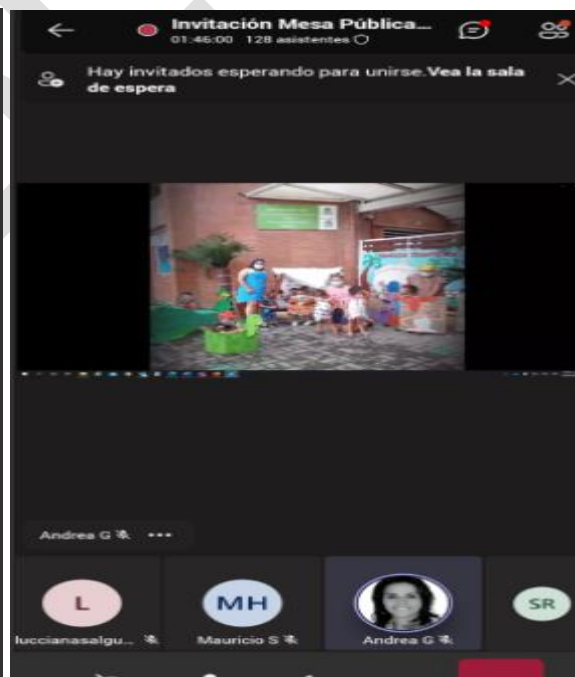 Invitación Mesa Pública...
01:46:00 128 asistentes
Hay invitados esperando para unirse.Vea la sala
de espera
Andrea G
L
MH
SR
luccianasalgu...
Mauricio S
Andrea G